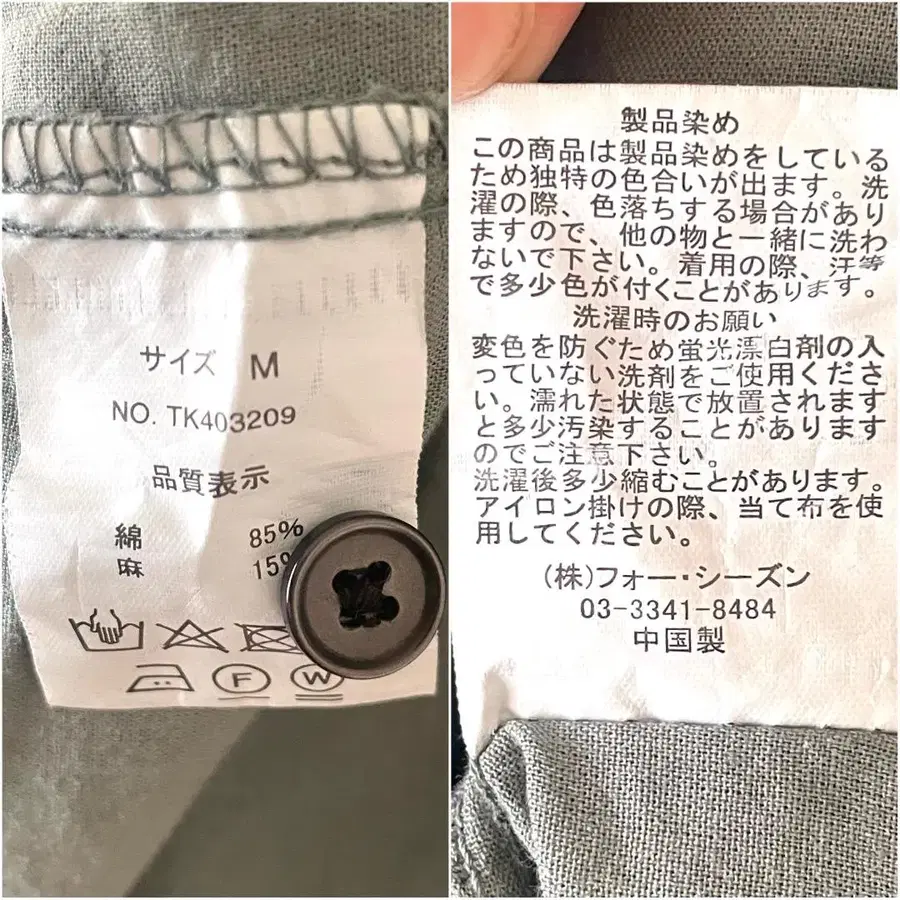 サイズ M
NO. TK403209
品質表示
綿 85%
麻 15%
F W
製品染め
この商品は製品染めをしている
ため独特の色合いが出ます。洗
濯の際、色落ちする場合があり
ますので、他の物と一緒に洗わ
ないで下さい。着用の際、汗等
で多少色が付くことがあります。
洗濯時のお願い
変色を防ぐため蛍光漂白剤の入
っていない洗剤をご使用くださ
い。濡れた状態で放置されます
と多少汚染することがあります
のでご注意下さい。
洗濯後多少縮むことがあります。
アイロン掛けの際、当て布を使
用してください。
(株)フォー・シーズン
03-3341-8484
中国製